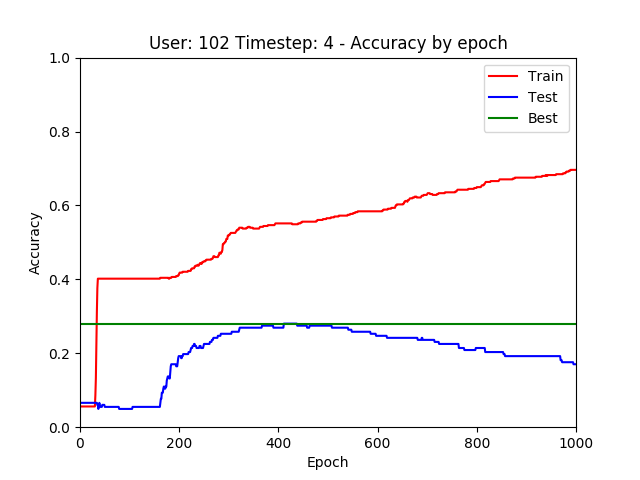 User: 102 Timestep: 4 - Accuracy by epoch
1.0
0.8
0.6
0.4
0.2
0.0
Accuracy
Train
Test
Best
0 200 400 600 800 1000
Epoch